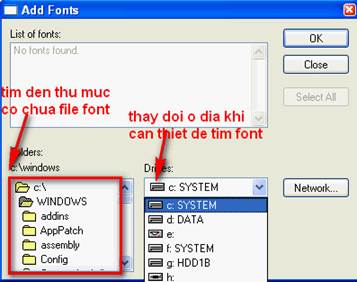 Add Fonts
List of fonts:
No fonts found.
OK
Close
Select All
tim den thu muc
co chua file font
thay doi o dia khi
can thiet de tim font
Folders:
c:\windows
Drives:
c:\
WINDOWS
addins
AppPatch
assembly
Config
c: SYSTEM
c: SYSTEM
d: DATA
e:
f: SYSTEM
g: HDD1B
h:
Network...